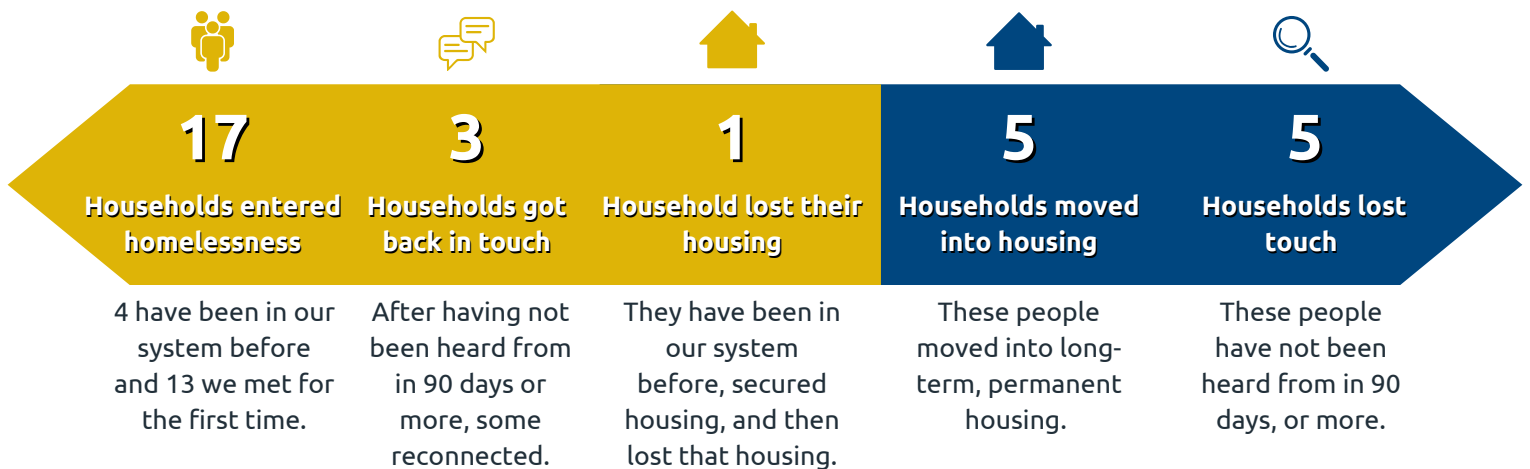 17
Households entered
homelessness
4 have been in our
system before
and 13 we met for
the first time.
3
Households got
back in touch
After having not
been heard from
in 90 days or
more, some
reconnected.
1
Household lost their
housing
They have been in
our system
before, secured
housing, and then
lost that housing.
5
Households moved
into housing
These people
moved into long-
term, permanent
housing.
5
Households lost
touch
These people
have not been
heard from in 90
days, or more.